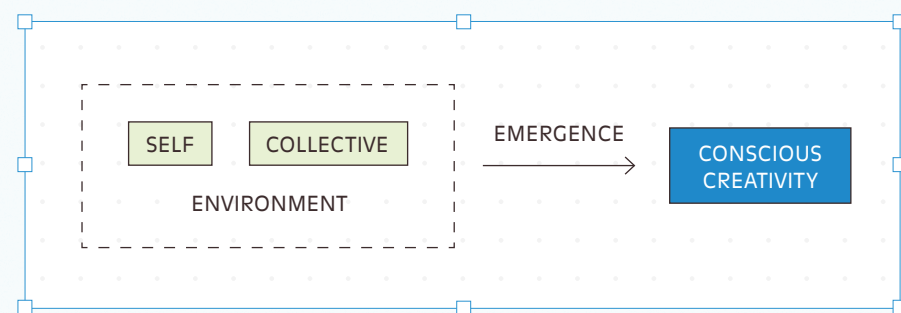 SELF
COLLECTIVE
ENVIRONMENT
EMERGENCE
CONSCIOUS
CREATIVITY